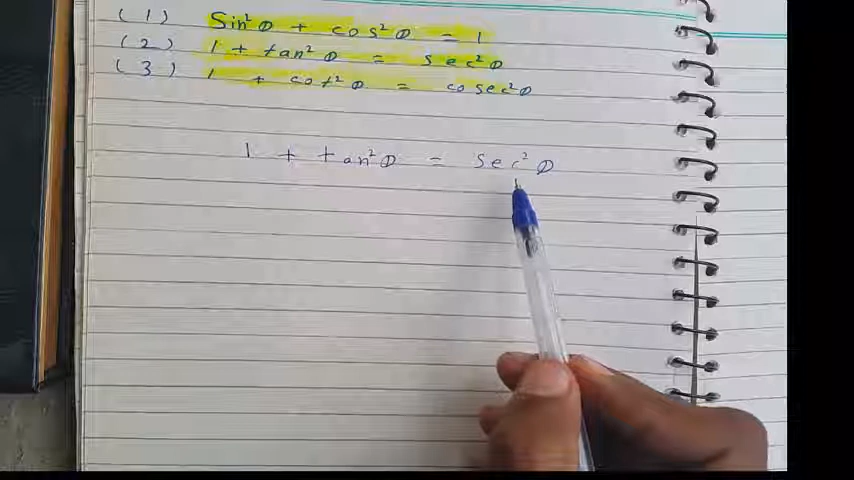 (1) Sin²θ + cos²θ = 1
(2) 1 + tan²θ = sec²θ
(3) 1 + cot²θ = cosec²θ
1 + tan²θ = sec²θ